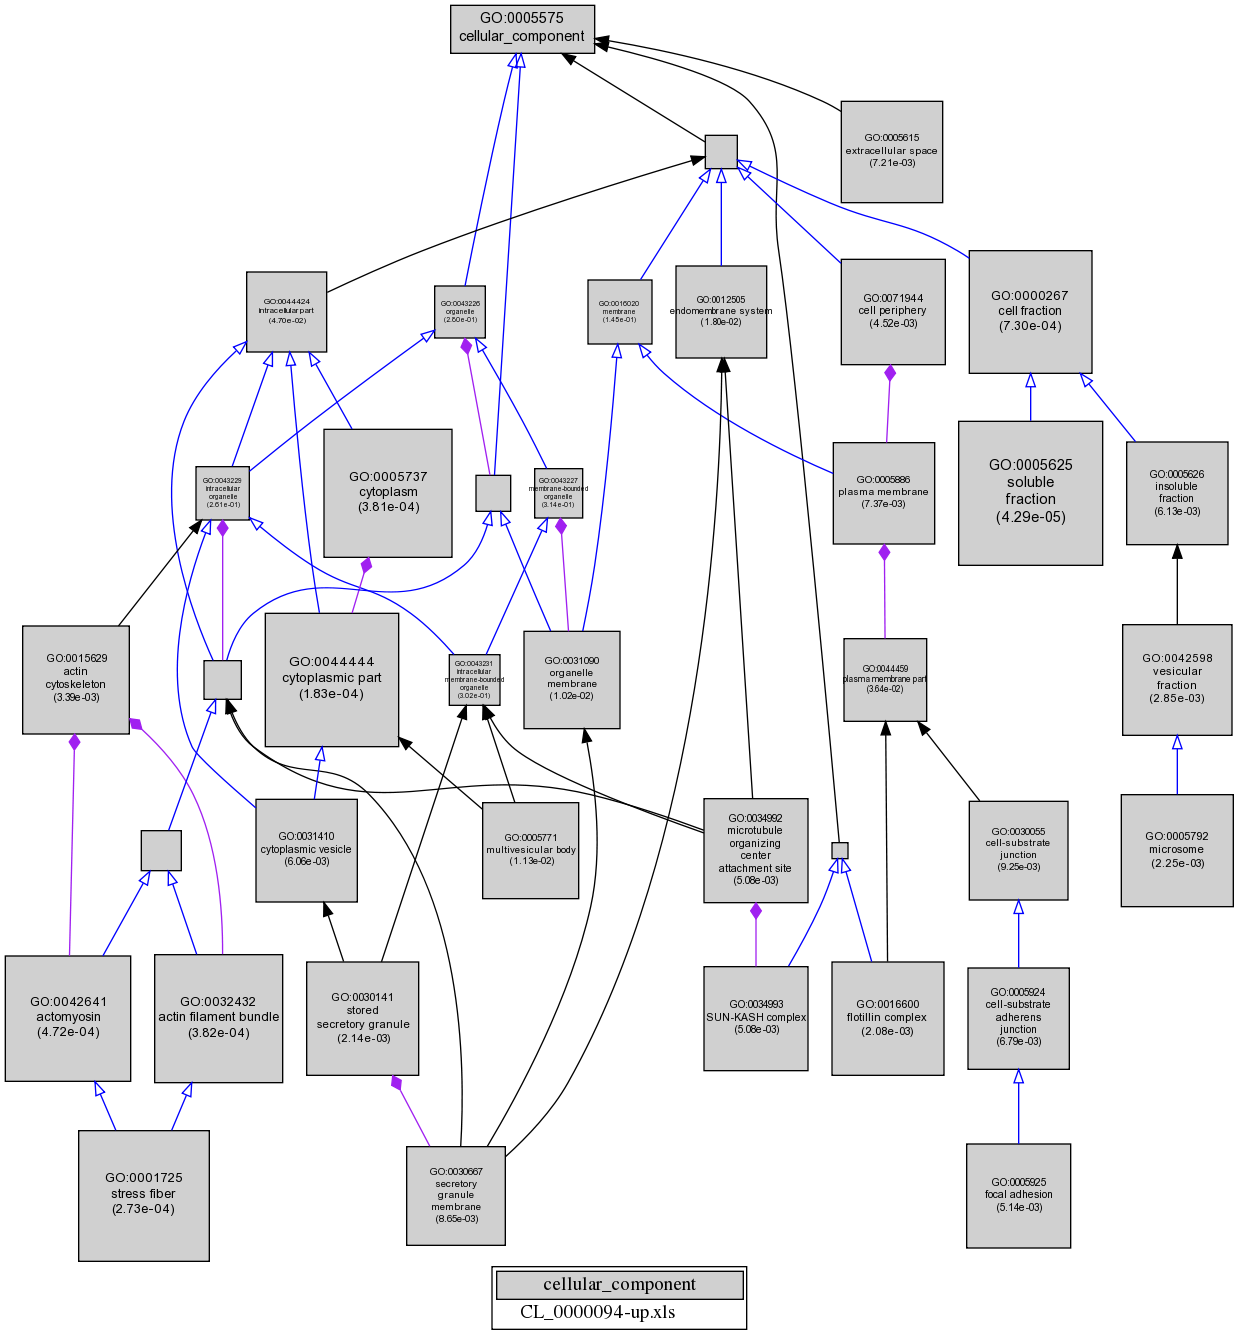 GO:0005575
cellular_component
GO:0005615
extracellular space
(7.21e-03)
GO:0044424
intracellular part
(4.70e-02)
GO:0043226
organelle
(2.60e-01)
GO:0016020
membrane
(1.45e-01)
GO:0012505
endomembrane system
(1.80e-02)
GO:0071944
cell periphery
(4.52e-03)
GO:0000267
cell fraction
(7.30e-04)
GO:0043229
intracellular
organelle
(2.61e-01)
GO:0005737
cytoplasm
(3.81e-04)
GO:0043227
membrane-bounded
organelle
(3.14e-01)
GO:0005886
plasma membrane
(7.37e-03)
GO:0005625
soluble
fraction
(4.29e-05)
GO:0005626
insoluble
fraction
(6.13e-03)
GO:0015629
actin
cytoskeleton
(3.39e-03)
GO:0044444
cytoplasmic part
(1.83e-04)
GO:0043231
intracellular
membrane-bounded
organelle
(3.02e-01)
GO:0031090
organelle
membrane
(1.02e-02)
GO:0044459
plasma membrane part
(3.64e-02)
GO:0042598
vesicular
fraction
(2.85e-03)
GO:0031410
cytoplasmic vesicle
(6.06e-03)
GO:0005771
multivesicular body
(1.13e-02)
GO:0034992
microtubule
organizing
center
attachment site
(5.08e-03)
GO:0030055
cell-substrate
junction
(9.25e-03)
GO:0005792
microsome
(2.25e-03)
GO:0042641
actomyosin
(4.72e-04)
GO:0032432
actin filament bundle
(3.82e-04)
GO:0030141
stored
secretory granule
(2.14e-03)
GO:0034993
SUN-KASH complex
(5.08e-03)
GO:0016600
flotillin complex
(2.08e-03)
GO:0005924
cell-substrate
adherens
junction
(6.79e-03)
GO:0001725
stress fiber
(2.73e-04)
GO:0030667
secretory
granule
membrane
(8.65e-03)
GO:0005925
focal adhesion
(5.14e-03)
cellular_component
CL_0000094-up.xls